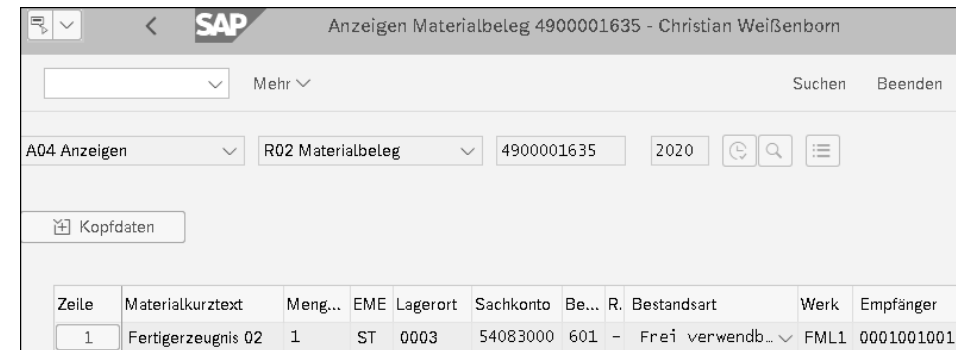 SAP Anzeigen Materialbeleg 4900001635 - Christian Weißenborn
Mehr Suchen Beenden
A04 Anzeigen R02 Materialbeleg 4900001635 2020
Kopfdaten
Zeile Materialkurztext Meng... EME Lagerort Sachkonto Be... R. Bestandsart Werk Empfänger
1 Fertigerzeugnis 02 1 ST 0003 54083000 601 - Frei verwendb... FML1 0001001001